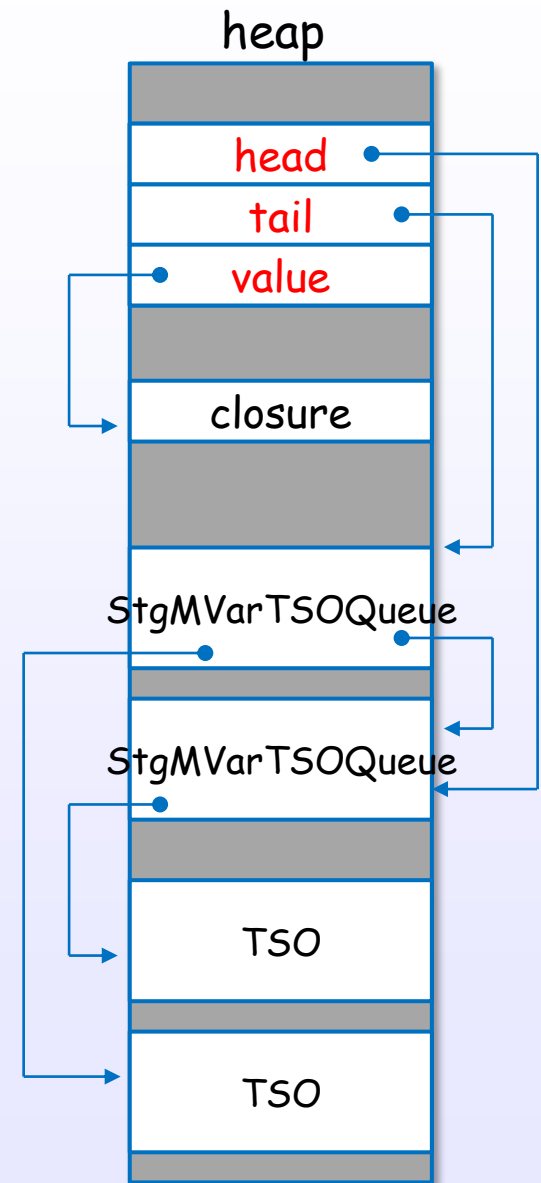 heap
head
tail
value
closure
StgMVarTSOQueue
StgMVarTSOQueue
TSO
TSO